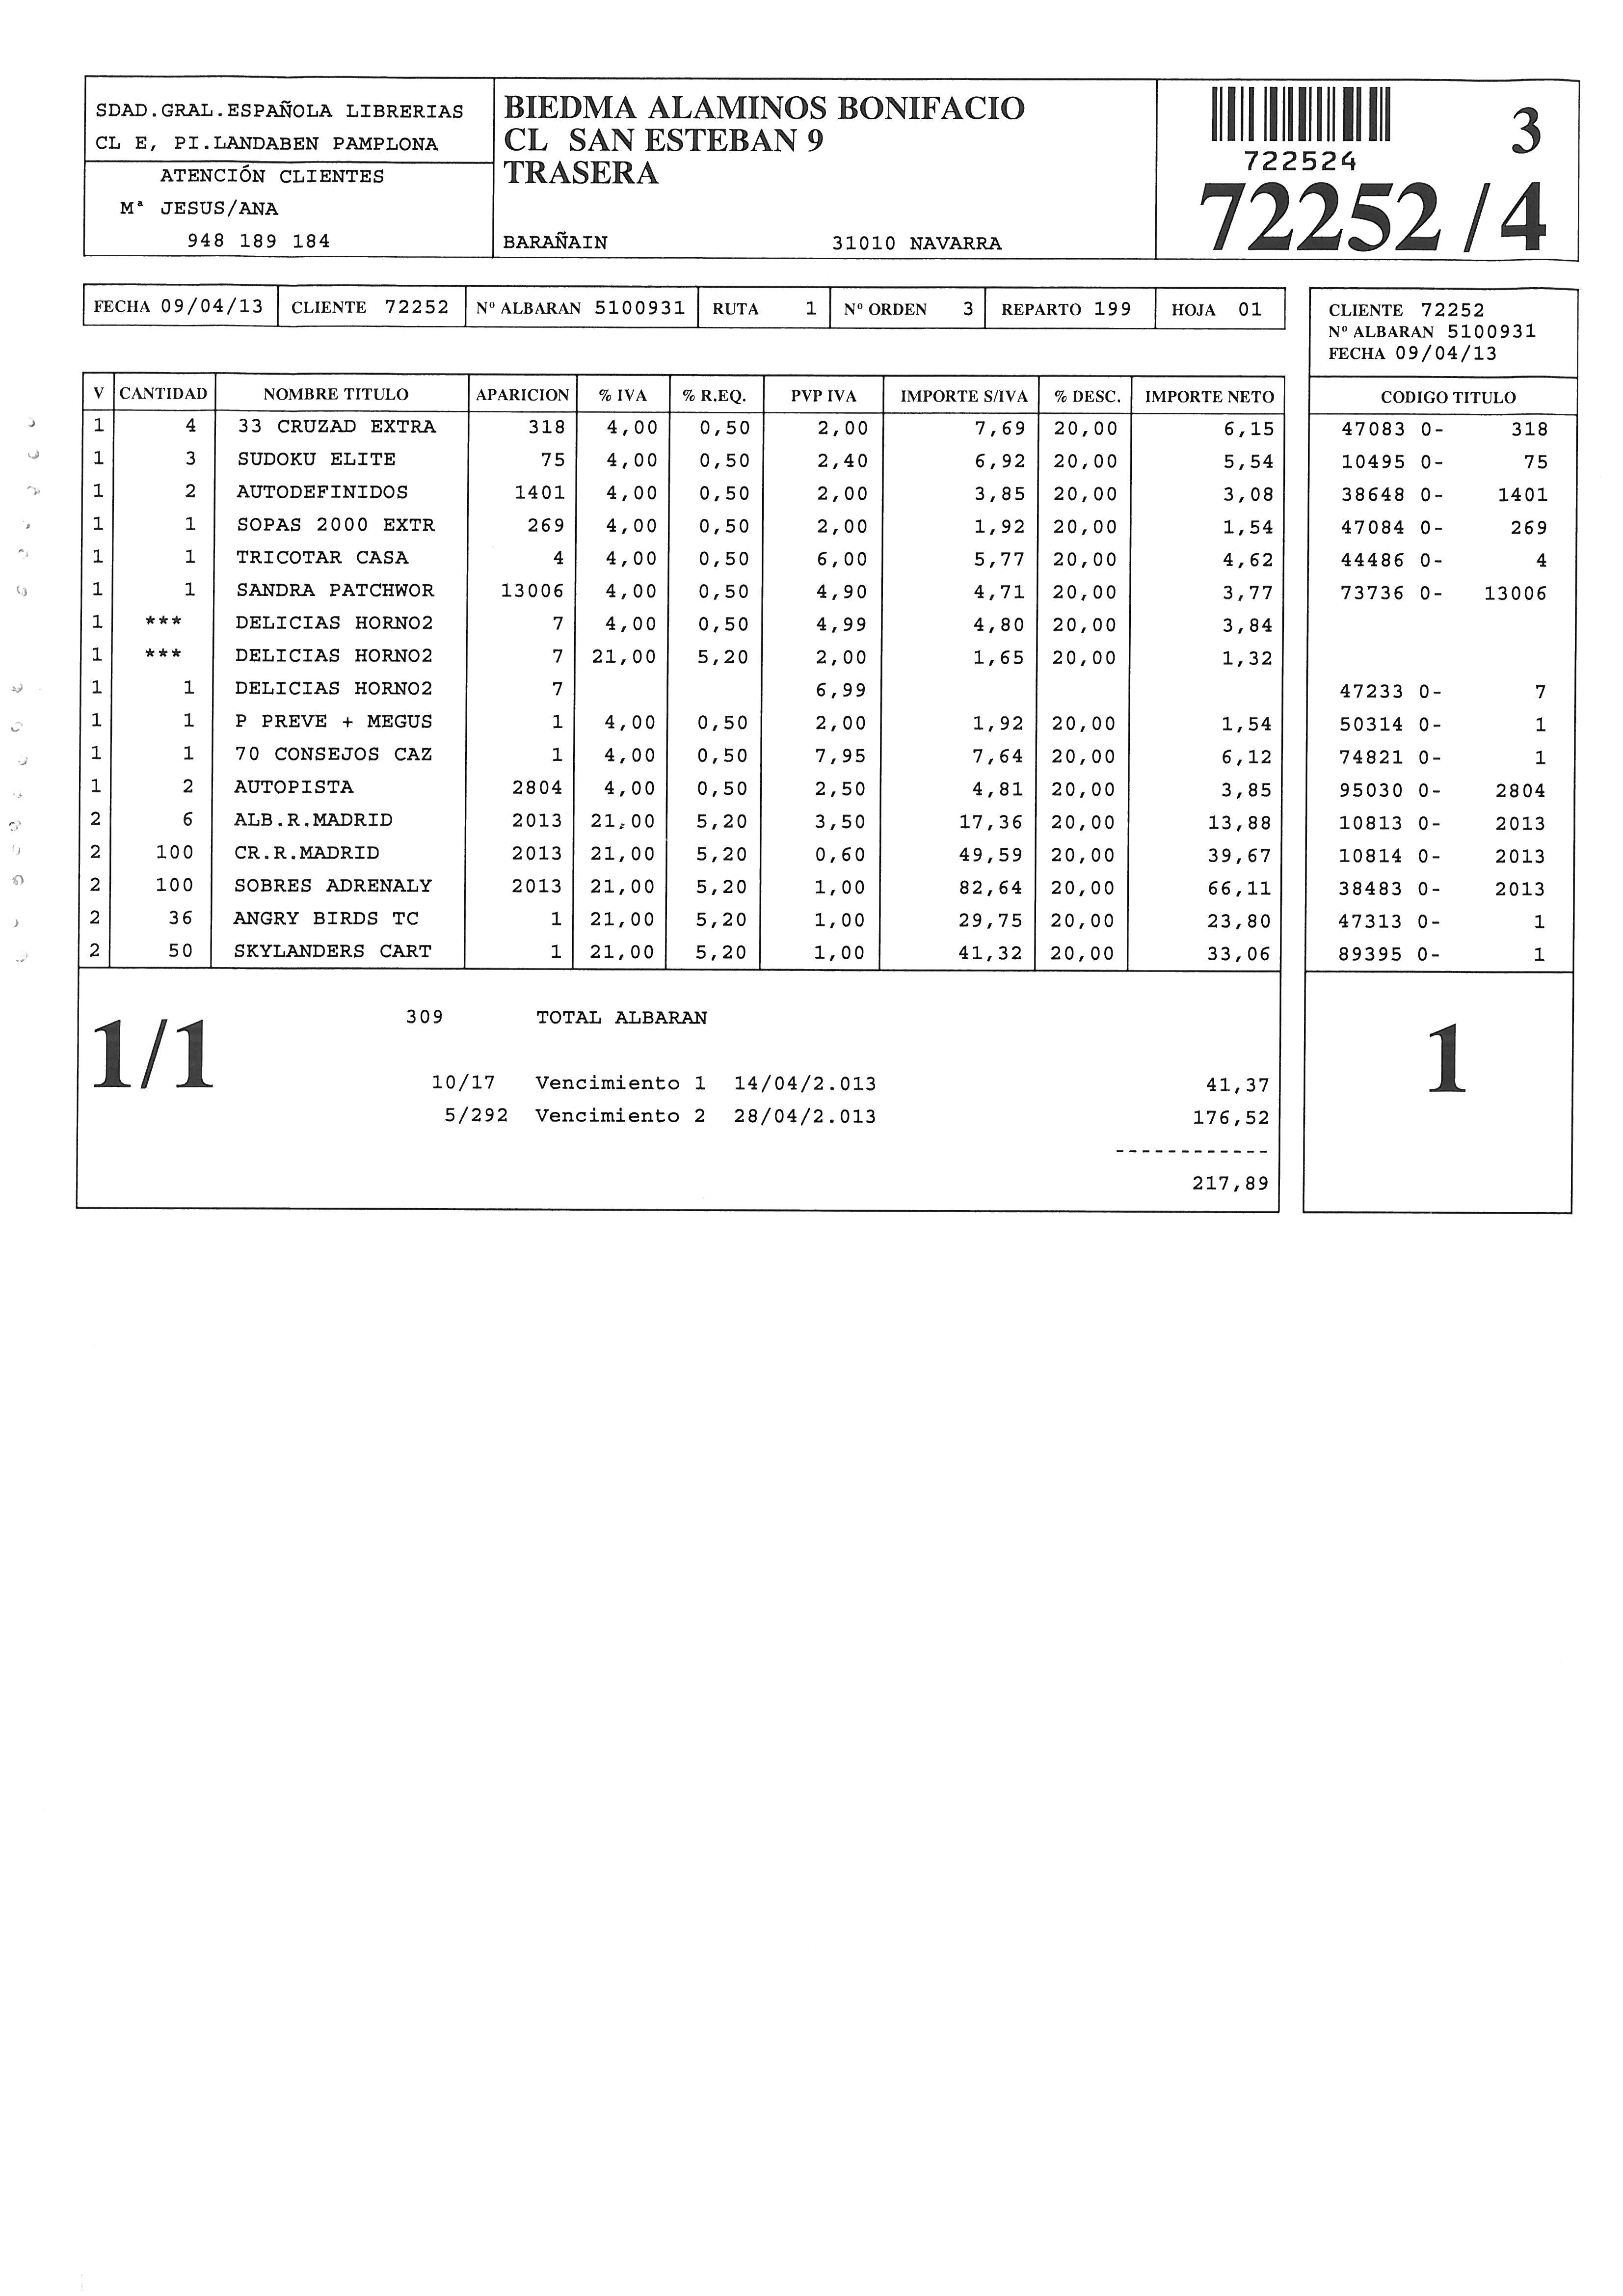 SDAD.GRAL.ESPAÑOLA LIBRERIAS
CL E, PI.LANDABEN PAMPLONA
ATENCIÓN CLIENTES
Mª JESUS/ANA
948 189 184
BIEDMA ALAMINOS BONIFACIO
CL SAN ESTEBAN 9
TRASERA
BARAÑAIN 31010 NAVARRA
3
722524
72252/4
FECHA 09/04/13 CLIENTE 72252 Nº ALBARAN 5100931 RUTA 1 Nº ORDEN 3 REPARTO 199 HOJA 01
CLIENTE 72252
Nº ALBARAN 5100931
FECHA 09/04/13
V CANTIDAD NOMBRE TITULO APARICION % IVA % R.EQ. PVP IVA IMPORTE S/IVA % DESC. IMPORTE NETO CODIGO TITULO
1 4 33 CRUZAD EXTRA 318 4,00 0,50 2,00 7,69 20,00 6,15 47083 0- 318
1 3 SUDOKU ELITE 75 4,00 0,50 2,40 6,92 20,00 5,54 10495 0- 75
1 2 AUTODEFINIDOS 1401 4,00 0,50 2,00 3,85 20,00 3,08 38648 0- 1401
1 1 SOPAS 2000 EXTR 269 4,00 0,50 2,00 1,92 20,00 1,54 47084 0- 269
1 1 TRICOTAR CASA 4 4,00 0,50 6,00 5,77 20,00 4,62 44486 0- 4
1 1 SANDRA PATCHWOR 13006 4,00 0,50 4,90 4,71 20,00 3,77 73736 0- 13006
1 *** DELICIAS HORNO2 7 4,00 0,50 4,99 4,80 20,00 3,84
1 *** DELICIAS HORNO2 7 21,00 5,20 2,00 1,65 20,00 1,32
1 1 DELICIAS HORNO2 7 6,99 47233 0- 7
1 1 P PREVE + MEGUS 1 4,00 0,50 2,00 1,92 20,00 1,54 50314 0- 1
1 1 70 CONSEJOS CAZ 1 4,00 0,50 7,95 7,64 20,00 6,12 74821 0- 1
1 2 AUTOPISTA 2804 4,00 0,50 2,50 4,81 20,00 3,85 95030 0- 2804
2 6 ALB.R.MADRID 2013 21,00 5,20 3,50 17,36 20,00 13,88 10813 0- 2013
2 100 CR.R.MADRID 2013 21,00 5,20 0,60 49,59 20,00 39,67 10814 0- 2013
2 100 SOBRES ADRENALY 2013 21,00 5,20 1,00 82,64 20,00 66,11 38483 0- 2013
2 36 ANGRY BIRDS TC 1 21,00 5,20 1,00 29,75 20,00 23,80 47313 0- 1
2 50 SKYLANDERS CART 1 21,00 5,20 1,00 41,32 20,00 33,06 89395 0- 1
309 TOTAL ALBARAN
1/1
1
10/17 Vencimiento 1 14/04/2.013 41,37
5/292 Vencimiento 2 28/04/2.013 176,52
------------
217,89